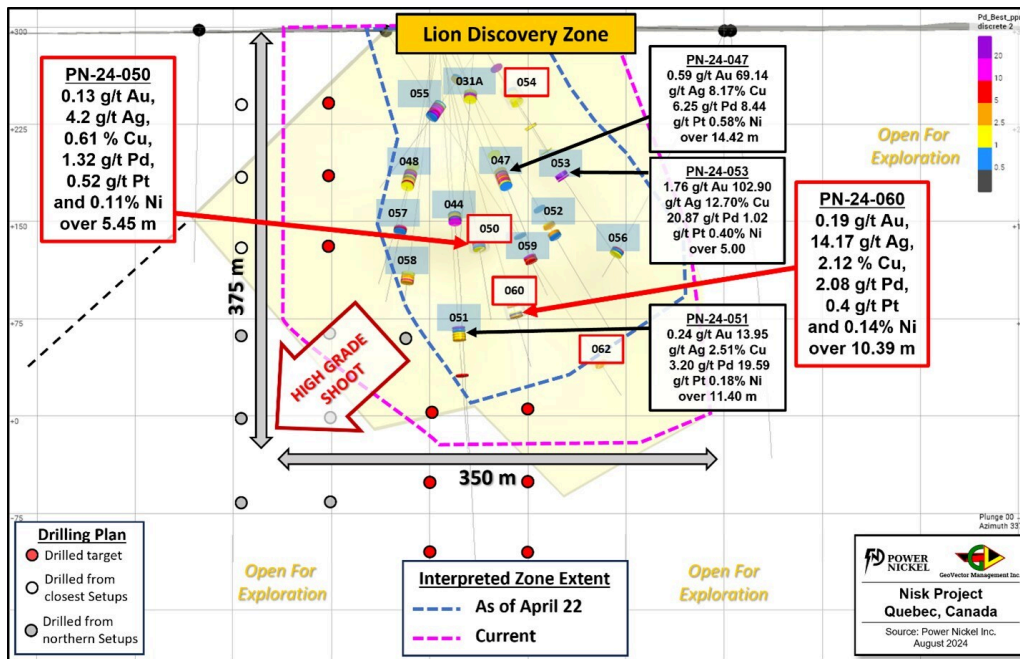 Lion Discovery Zone
Pd_Best_ppm
discrete 2
20
10
5
2.5
1
0.5
+300
+225
+150
+75
+0
-75
PN-24-050
0.13 g/t Au,
4.2 g/t Ag,
0.61 % Cu,
1.32 g/t Pd,
0.52 g/t Pt
and 0.11% Ni
over 5.45 m
055
031A
054
048
047
053
057
044
050
052
056
058
059
060
051
062
PN-24-047
0.59 g/t Au 69.14
g/t Ag 8.17% Cu
6.25 g/t Pd 8.44
g/t Pt 0.58% Ni
over 14.42 m
PN-24-053
1.76 g/t Au 102.90
g/t Ag 12.70% Cu
20.87 g/t Pd 1.02
g/t Pt 0.40% Ni
over 5.00
PN-24-051
0.24 g/t Au 13.95
g/t Ag 2.51% Cu
3.20 g/t Pd 19.59
g/t Pt 0.18% Ni
over 11.40 m
PN-24-060
0.19 g/t Au,
14.17 g/t Ag,
2.12 % Cu,
2.08 g/t Pd,
0.4 g/t Pt
and 0.14% Ni
over 10.39 m
Open For
Exploration
375 m
HIGH GRADE
SHOOT
350 m
Drilling Plan
Drilled target
Drilled from
closest Setups
Drilled from
northern Setups
Open For
Exploration
Interpreted Zone Extent
As of April 22
Current
Open For
Exploration
Plunge 00
Azimuth 337
POWER
NICKEL
GeoVector Management Inc.
Nisk Project
Quebec, Canada
Source: Power Nickel Inc.
August 2024